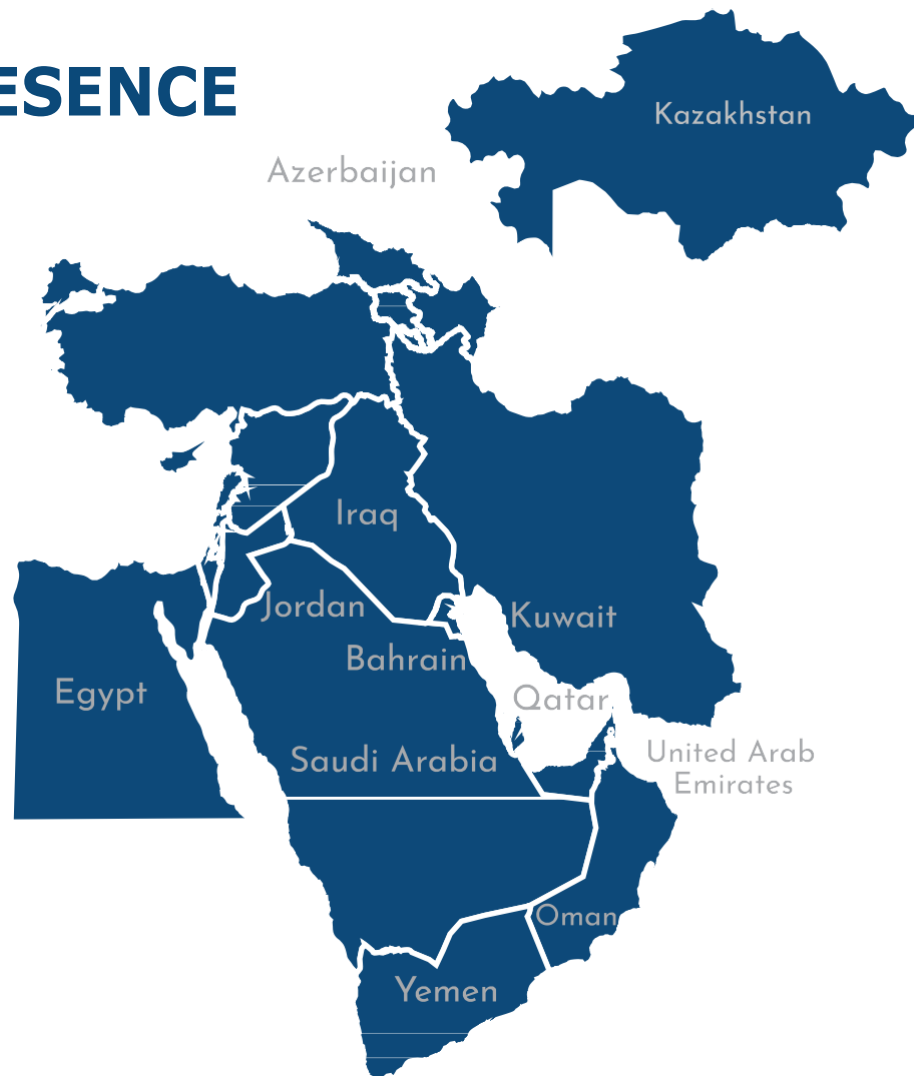 ESENCE
Kazakhstan
Azerbaijan
Iraq
Jordan
Kuwait
Bahrain
Egypt
Qatar
Saudi Arabia
United Arab
Emirates
Oman
Yemen